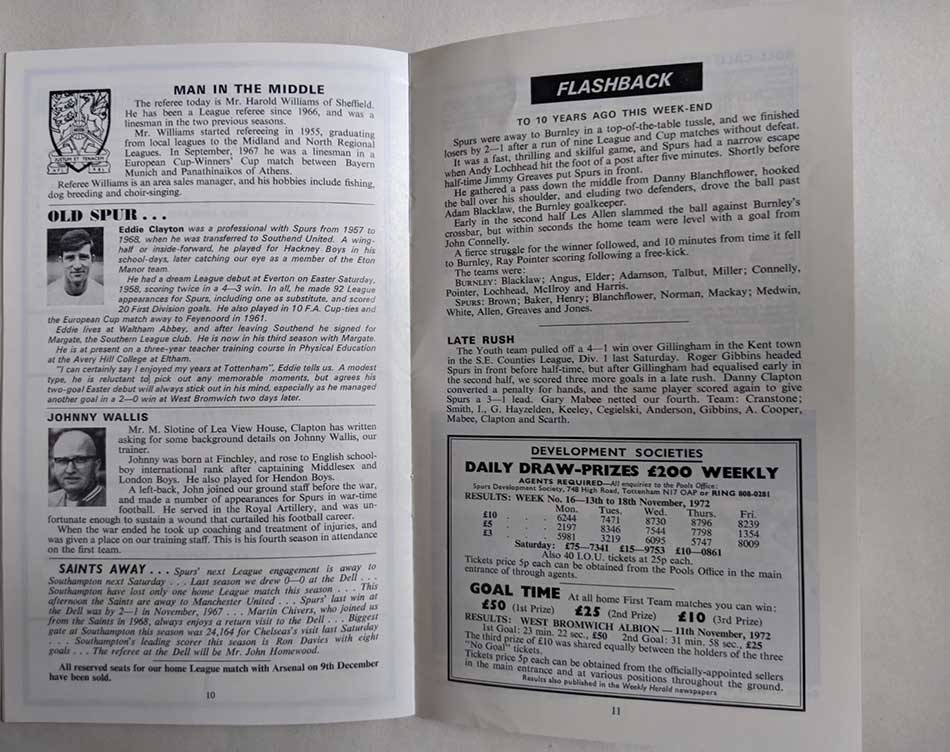 MAN IN THE MIDDLE
The referee today is Mr. Harold Williams of Sheffield.
He has been a League referee since 1966, and was a
linesman in the two previous seasons.
Mr. Williams started refereeing in 1955, graduating
from local leagues to the Midland and North Regional
Leagues. In September, 1967 he was a linesman in a
European Cup-Winners' Cup match between Bayern
Munich and Panathinaikos of Athens.
Referee Williams is an area sales manager, and his hobbies include fishing,
dog breeding and choir-singing.
OLD SPUR . . .
Eddie Clayton was a professional with Spurs from 1957 to
1968, when he was transferred to Southend United. A wing-
half or inside-forward, he played for Hackney Boys in his
school-days, later catching our eye as a member of the Eton
Manor team.
He had a dream League debut at Everton on Easter Saturday,
1958, scoring twice in a 4—3 win. In all, he made 92 League
appearances for Spurs, including one as substitute, and scored
20 First Division goals. He also played in 10 F.A. Cup-ties and
the European Cup match away to Feyenoord in 1961.
Eddie lives at Waltham Abbey, and after leaving Southend he signed for
Margate, the Southern League club. He is now in his third season with Margate.
He is at present on a three-year teacher training course in Physical Education
at the Avery Hill College at Eltham.
"I can certainly say I enjoyed my years at Tottenham", Eddie tells us. A modest
type, he is reluctant to pick out any memorable moments, but agrees his
two-goal Easter debut will always stick out in his mind, especially as he managed
another goal in a 2—0 win at West Bromwich two days later.
JOHNNY WALLIS
Mr. M. Slotine of Lea View House, Clapton has written
asking for some background details on Johnny Wallis, our
trainer.
Johnny was born at Finchley, and rose to English school-
boy international rank after captaining Middlesex and
London Boys. He also played for Hendon Boys.
A left-back, John joined our ground staff before the war,
and made a number of appearances for Spurs in war-time
football. He served in the Royal Artillery, and was un-
fortunate enough to sustain a wound that curtailed his football career.
When the war ended he took up coaching and treatment of injuries, and
was given a place on our training staff. This is his fourth season in attendance
on the first team.
SAINTS AWAY . . . Spurs' next League engagement is away to
Southampton next Saturday . . . Last season we drew 0—0 at the Dell . . .
Southampton have lost only one home League match this season . . . This
afternoon the Saints are away to Manchester United . . . Spurs' last win at
the Dell was by 2—1 in November, 1967 . . . Martin Chivers, who joined us
from the Saints in 1968, always enjoys a return visit to the Dell . . . Biggest
gate at Southampton this season was 24,164 for Chelsea's visit last Saturday
. . . Southampton's leading scorer this season is Ron Davies with eight
goals . . . The referee at the Dell will be Mr. John Homewood.
All reserved seats for our home League match with Arsenal on 9th December
have been sold.
10
FLASHBACK
TO 10 YEARS AGO THIS WEEK-END
Spurs were away to Burnley in a top-of-the-table tussle, and we finished
losers by 2—1 after a run of nine League and Cup matches without defeat.
It was a fast, thrilling and skilful game, and Spurs had a narrow escape
when Andy Lochhead hit the foot of a post after five minutes. Shortly before
half-time Jimmy Greaves put Spurs in front.
He gathered a pass down the middle from Danny Blanchflower, hooked
the ball over his shoulder, and eluding two defenders, drove the ball past
Adam Blacklaw, the Burnley goalkeeper.
Early in the second half Les Allen slammed the ball against Burnley's
crossbar, but within seconds the home team were level with a goal from
John Connelly.
A fierce struggle for the winner followed, and 10 minutes from time it fell
to Burnley, Ray Pointer scoring following a free-kick.
The teams were:
BURNLEY: Blacklaw; Angus, Elder; Adamson, Talbut, Miller; Connelly,
Pointer, Lochhead, McIlroy and Harris.
SPURS: Brown; Baker, Henry; Blanchflower, Norman, Mackay; Medwin,
White, Allen, Greaves and Jones.
LATE RUSH
The Youth team pulled off a 4—1 win over Gillingham in the Kent town
in the S.E. Counties League, Div. 1 last Saturday. Roger Gibbins headed
Spurs in front before half-time, but after Gillingham had equalised early in
the second half, we scored three more goals in a late rush. Danny Clapton
converted a penalty for hands, and the same player scored again to give
Spurs a 3—1 lead. Gary Mabee netted our fourth. Team: Cranstone;
Smith, I., G. Hayzelden, Keeley, Cegielski, Anderson, Gibbins, A. Cooper,
Mabee, Clapton and Scarth.
DEVELOPMENT SOCIETIES
DAILY DRAW-PRIZES £200 WEEKLY
AGENTS REQUIRED—All enquiries to the Pools Office:
Spurs Development Society, 748 High Road, Tottenham N17 OAP or RING 808-0281
RESULTS: WEEK No. 16—13th to 18th November, 1972
Mon. Tues. Wed. Thurs. Fri.
£10 . . . 6244 7471 8730 8796 8239
£5 . . . 2197 8346 7544 7798 1354
£3 . . . 5981 3219 6095 5747 8009
Saturday: £75—7341 £15—9753 £10—0861
Also 40 I.O.U. tickets at 25p each.
Tickets price 5p each can be obtained from the Pools Office in the main
entrance of through agents.
GOAL TIME At all home First Team matches you can win:
£50 (1st Prize) £25 (2nd Prize) £10 (3rd Prize)
RESULTS: WEST BROMWICH ALBION — 11th November, 1972
1st Goal: 23 min. 22 sec., £50 2nd Goal: 31 min. 58 sec., £25
The third prize of £10 was shared equally between the holders of the three
"No Goal" tickets.
Tickets price 5p each can be obtained from the officially-appointed sellers
in the main entrance and at various positions throughout the ground.
Results also published in the Weekly Herald newspapers
11